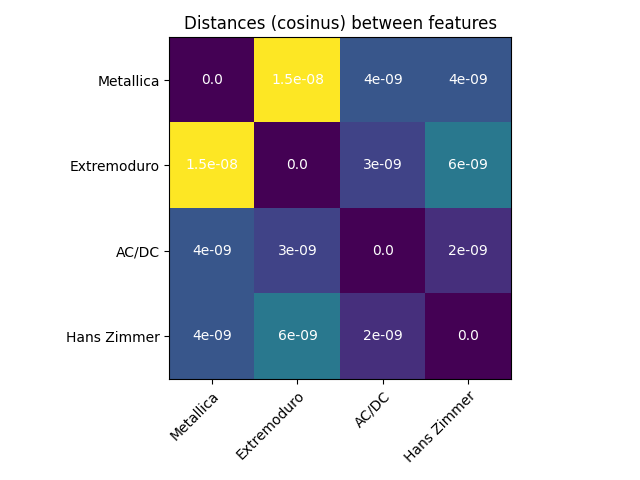 Distances (cosinus) between features
Metallica 0.0 1.5e-08 4e-09 4e-09
Extremoduro 1.5e-08 0.0 3e-09 6e-09
AC/DC 4e-09 3e-09 0.0 2e-09
Hans Zimmer 4e-09 6e-09 2e-09 0.0
Metallica Extremoduro AC/DC Hans Zimmer